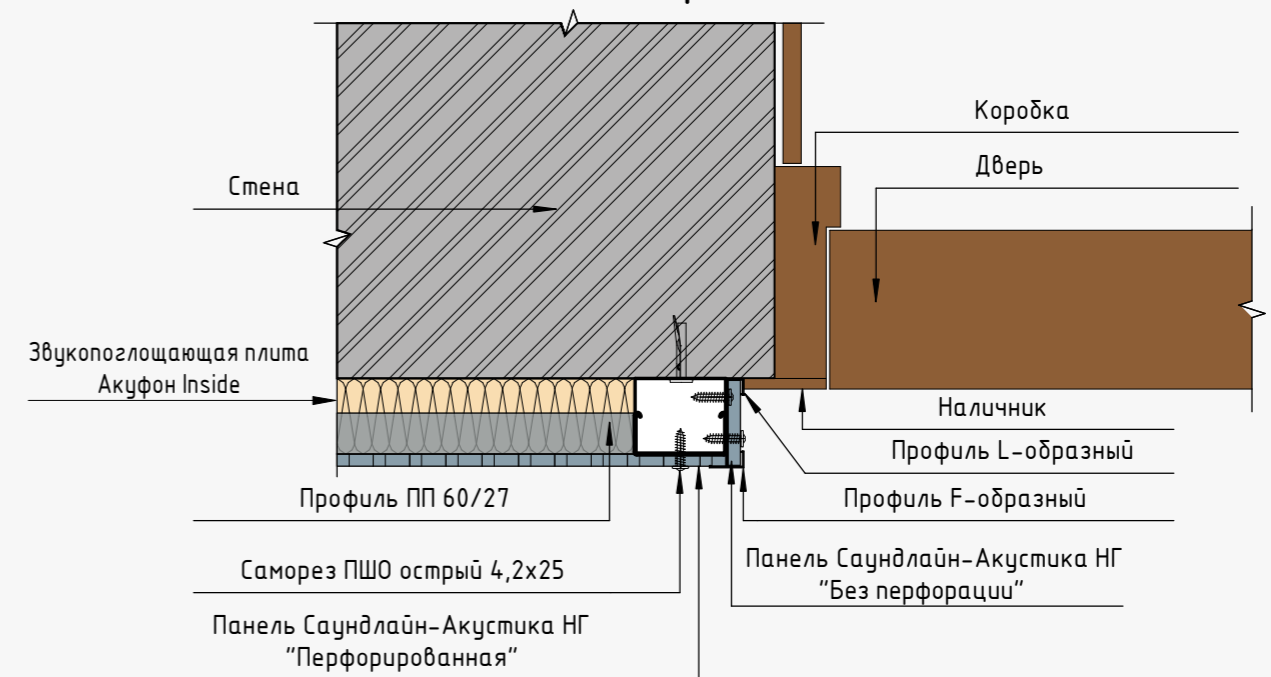 Коробка
Дверь
Стена
Звукопоглощающая плита
Акуфон Inside
Наличник
Профиль L-образный
Профиль ПП 60/27
Профиль F-образный
Саморез ПШО острый 4,2х25
Панель Саундлайн-Акустика НГ
"Без перфорации"
Панель Саундлайн-Акустика НГ
"Перфорированная"